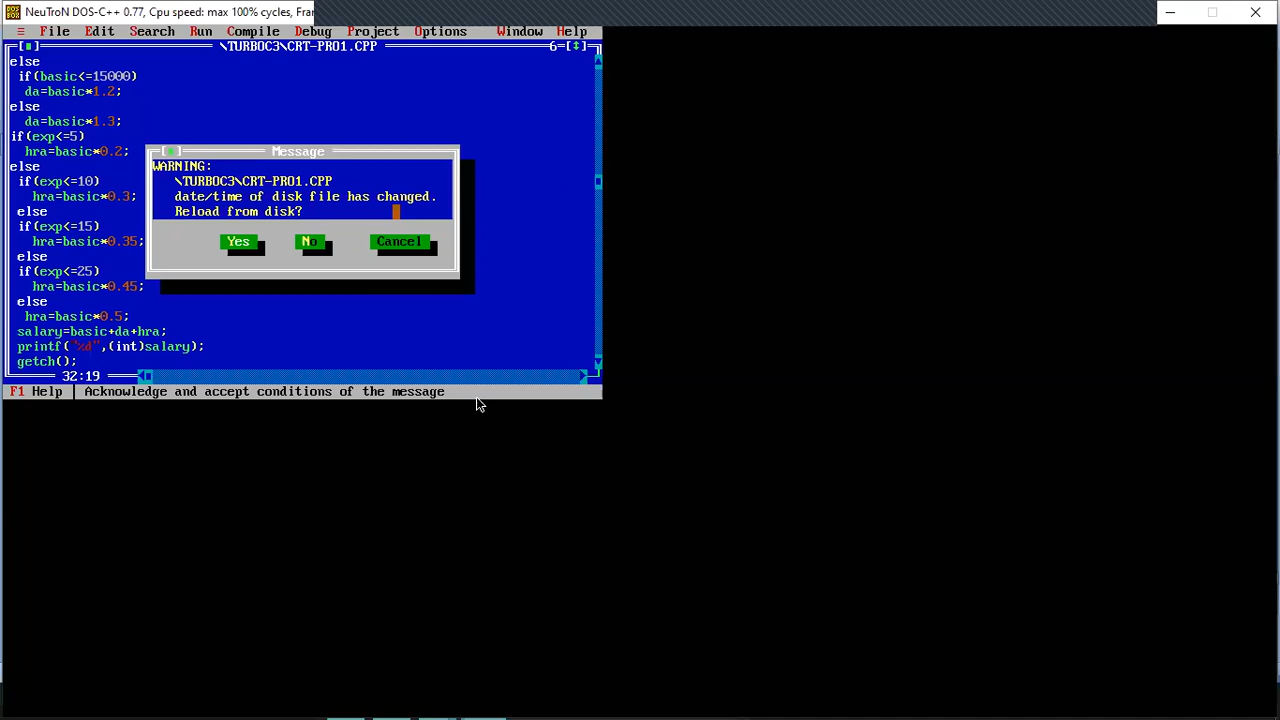 NeuTroN DOS-C++ 0.77, Cpu speed: max 100% cycles, Fra
≡ File Edit Search Run Compile Debug Project Options Window Help
\TURBOC3\CRT-PRO1.CPP 6=[↕]
else
if(basic<=15000)
da=basic*1.2;
else
da=basic*1.3;
if(exp<=5)
hra=basic*0.2;
else
if(exp<=10)
hra=basic*0.3;
else
if(exp<=15)
hra=basic*0.35;
else
if(exp<=25)
hra=basic*0.45;
else
hra=basic*0.5;
salary=basic+da+hra;
printf("%d",(int)salary);
getch();
32:19
Message
WARNING:
\TURBOC3\CRT-PRO1.CPP
date/time of disk file has changed.
Reload from disk?
Yes No Cancel
F1 Help | Acknowledge and accept conditions of the message